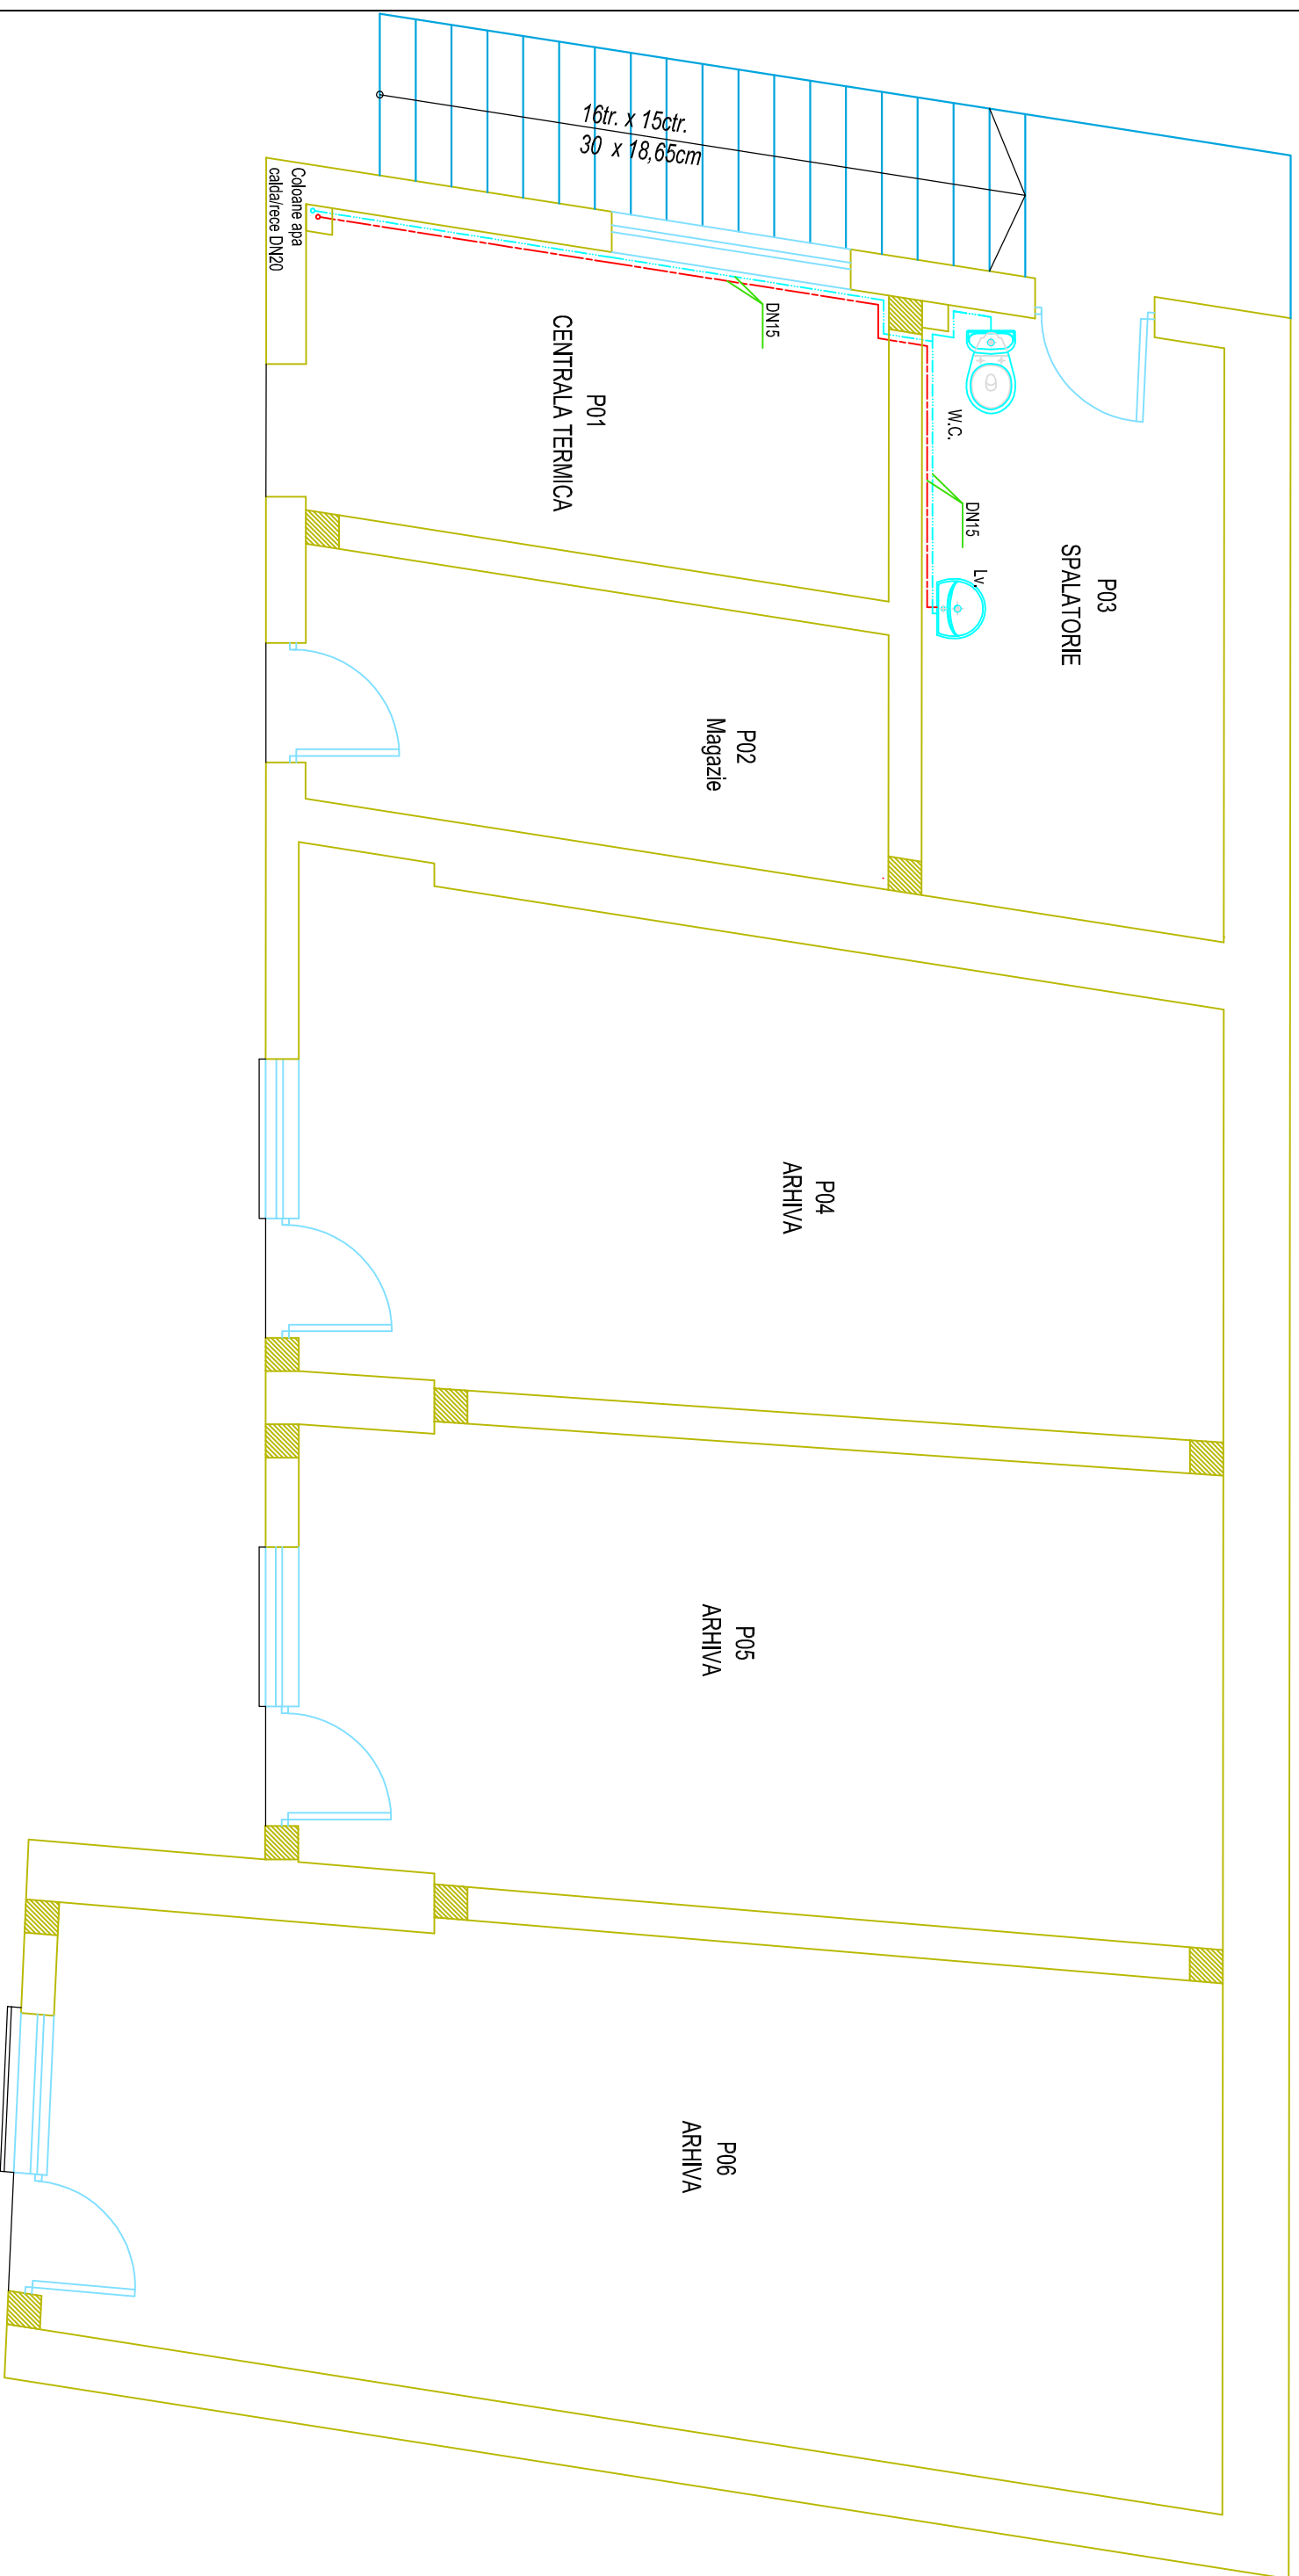 16tr. x 15ctr.
30 x 18,65cm
Coloane apa
calda/rece DN20
DN15
P01
CENTRALA TERMICA
W.C.
DN15
Lv.
P03
SPALATORIE
P02
Magazie
P04
ARHIVA
P05
ARHIVA
P06
ARHIVA